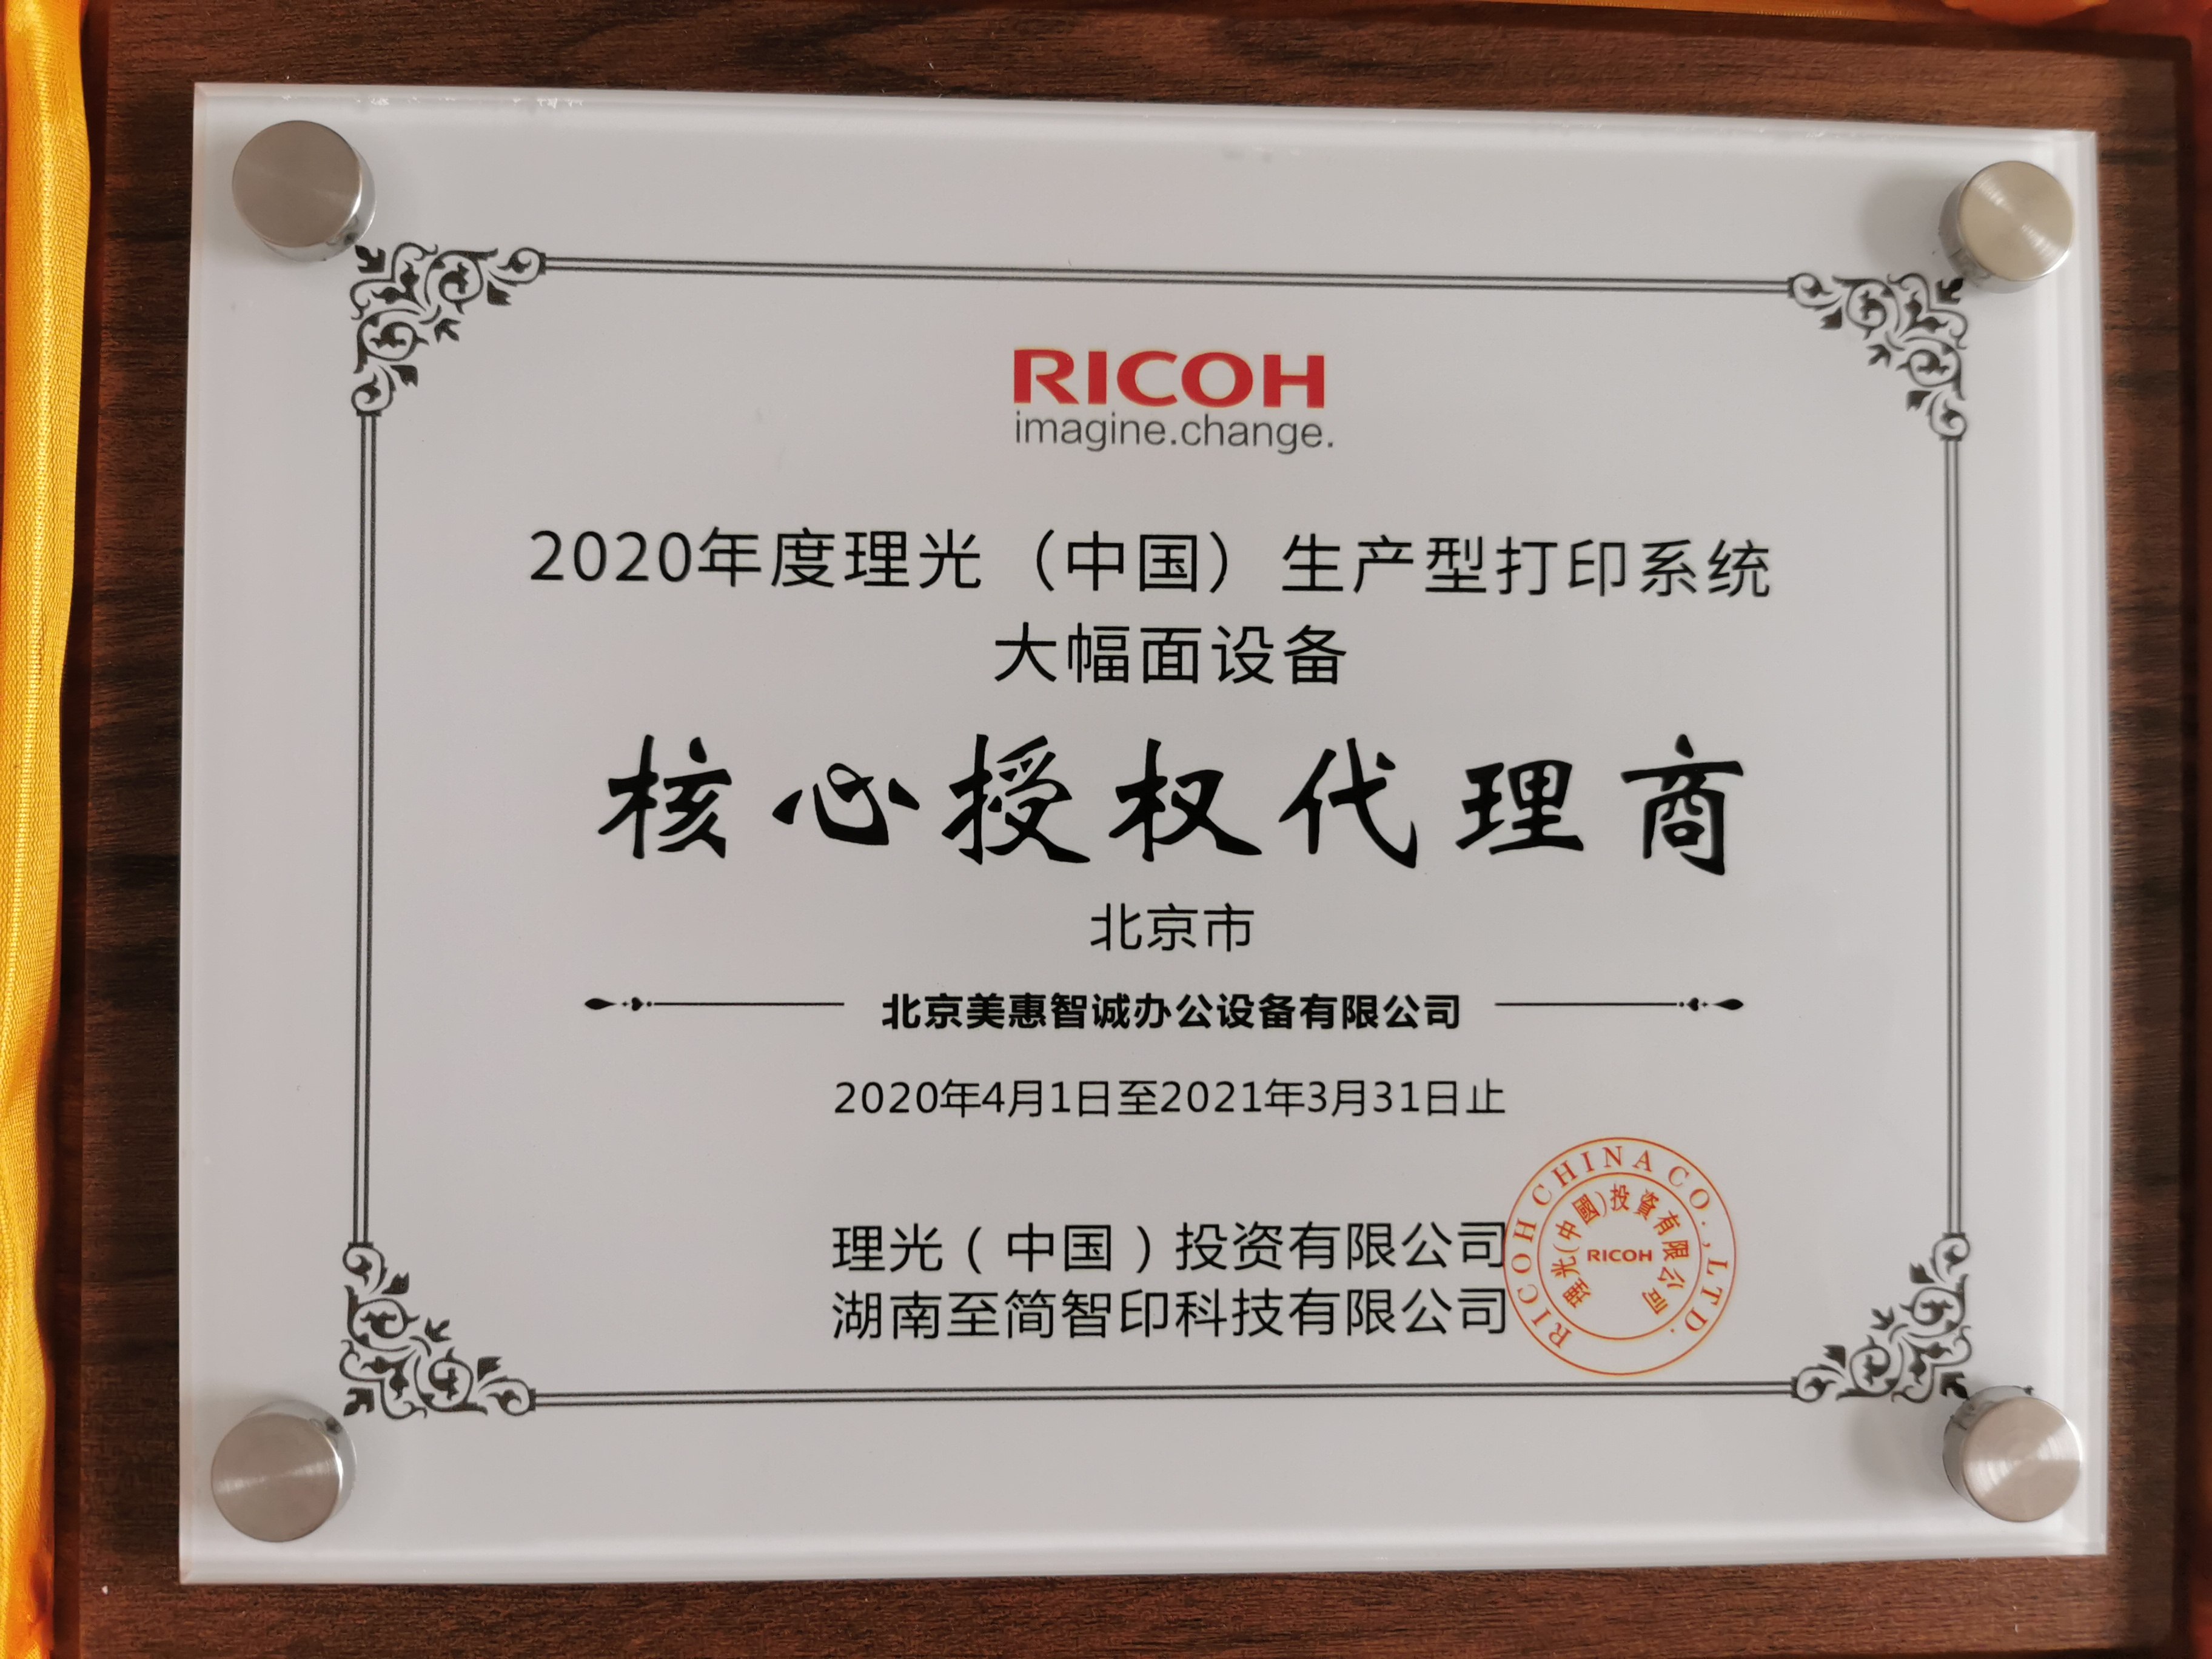 RICOH
imagine.change.
2020年度理光（中国）生产型打印系统
大幅面设备
核心授权代理商
北京市
北京美惠智诚办公设备有限公司
2020年4月1日至2021年3月31日止
理光（中国）投资有限公司
湖南至简智印科技有限公司
RICOH CHINA CO.,LTD.
理光(中國)投資有限公司
RICOH